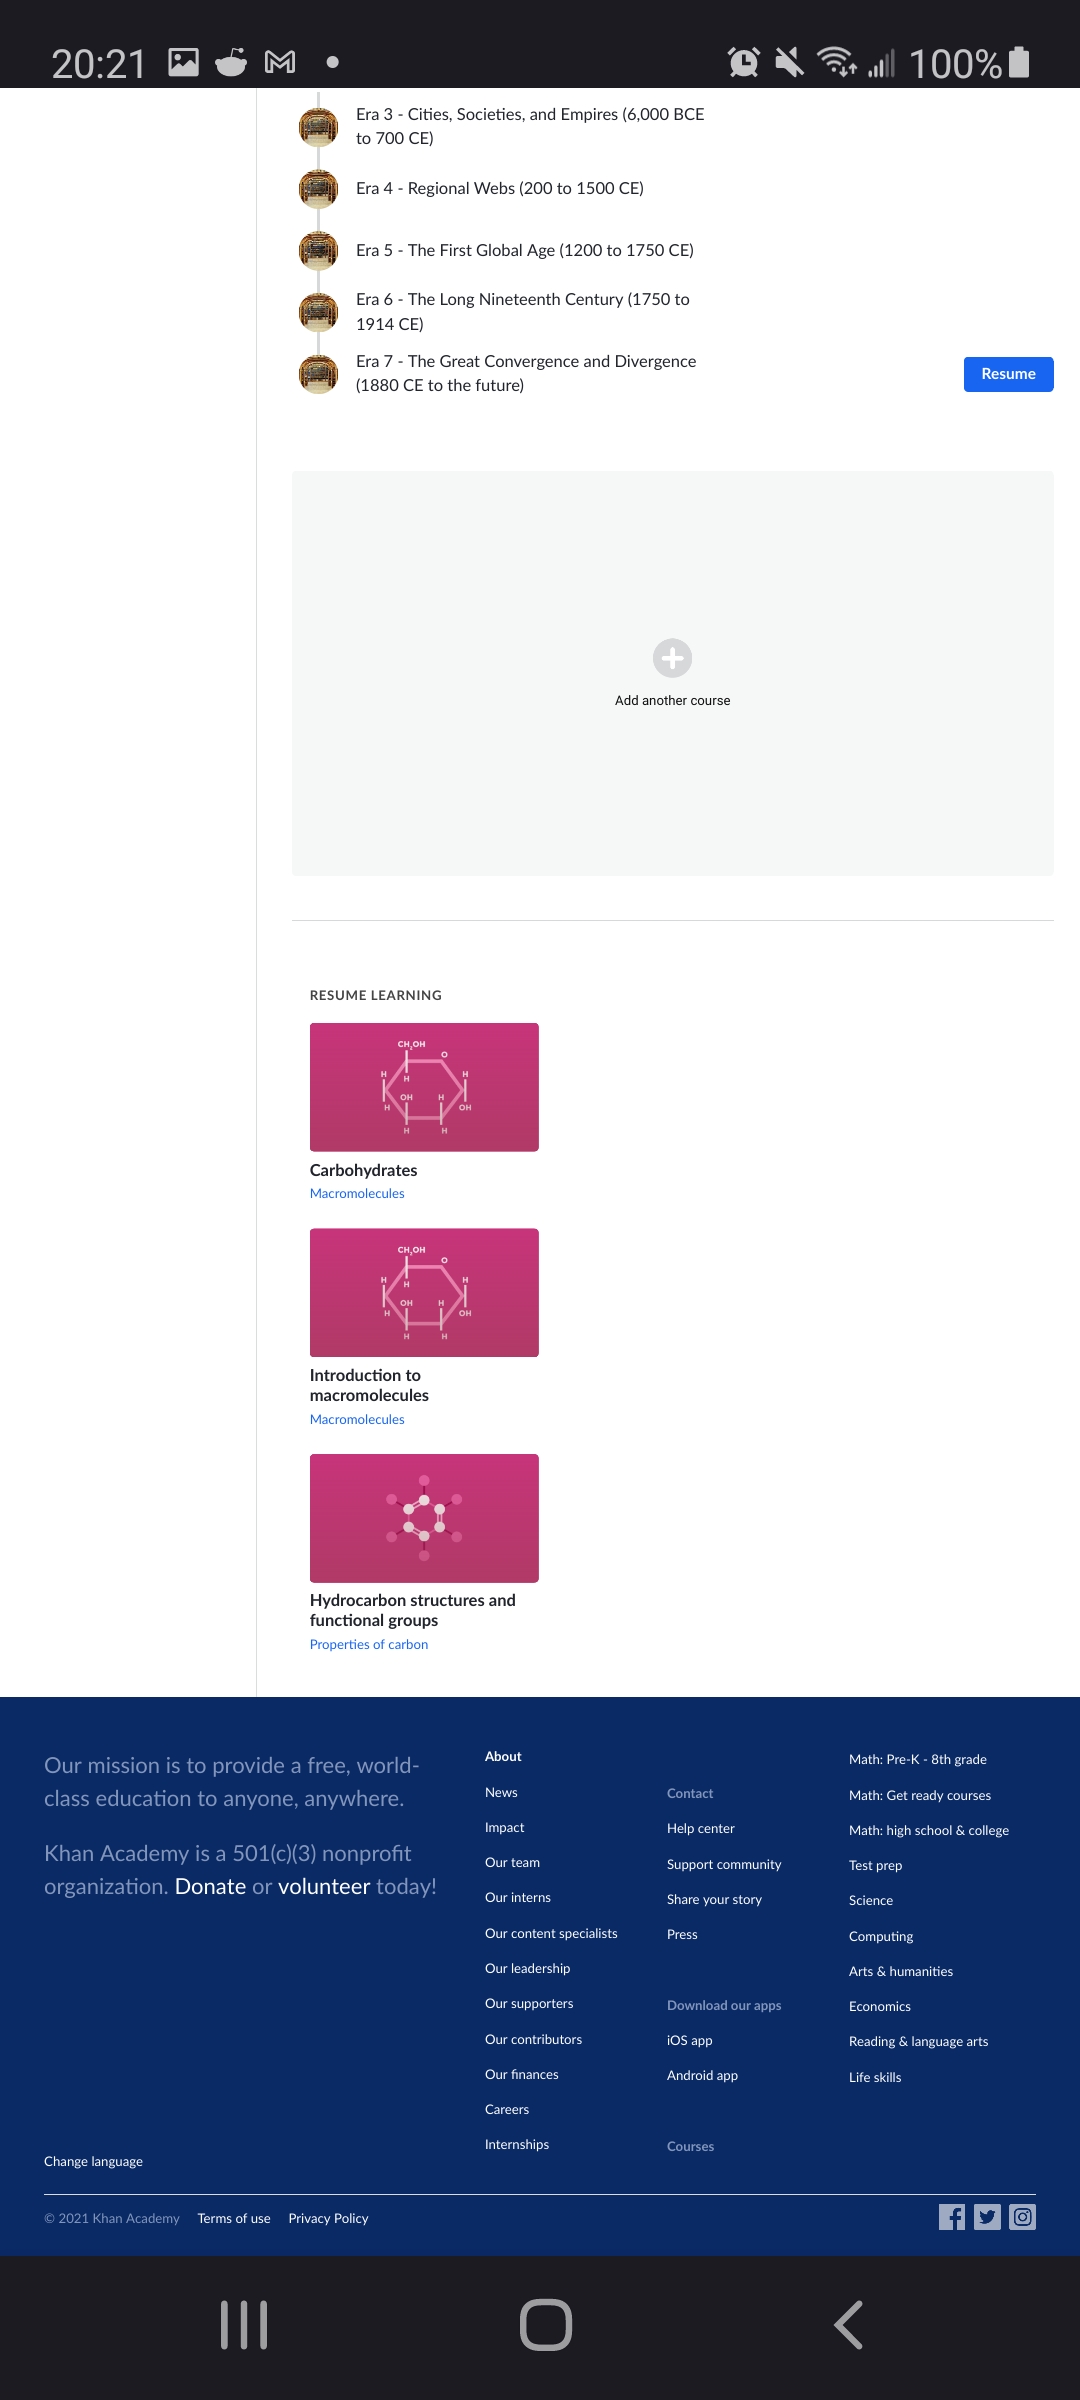 20:21
100%
Era 3 - Cities, Societies, and Empires (6,000 BCE
to 700 CE)
Era 4 - Regional Webs (200 to 1500 CE)
Era 5 - The First Global Age (1200 to 1750 CE)
Era 6 - The Long Nineteenth Century (1750 to
1914 CE)
Era 7 - The Great Convergence and Divergence
(1880 CE to the future)
Resume
Add another course
RESUME LEARNING
CH2OH
O
H
H
H
OH
H
H
OH
H
H
Carbohydrates
Macromolecules
CH2OH
O
H
H
H
OH
H
H
OH
H
H
Introduction to
macromolecules
Macromolecules
Hydrocarbon structures and
functional groups
Properties of carbon
Our mission is to provide a free, world-
class education to anyone, anywhere.
Khan Academy is a 501(c)(3) nonprofit
organization. Donate or volunteer today!
Change language
About
News
Impact
Our team
Our interns
Our content specialists
Our leadership
Our supporters
Our contributors
Our finances
Careers
Internships
Contact
Help center
Support community
Share your story
Press
Download our apps
iOS app
Android app
Courses
Math: Pre-K - 8th grade
Math: Get ready courses
Math: high school & college
Test prep
Science
Computing
Arts & humanities
Economics
Reading & language arts
Life skills
© 2021 Khan Academy Terms of use Privacy Policy